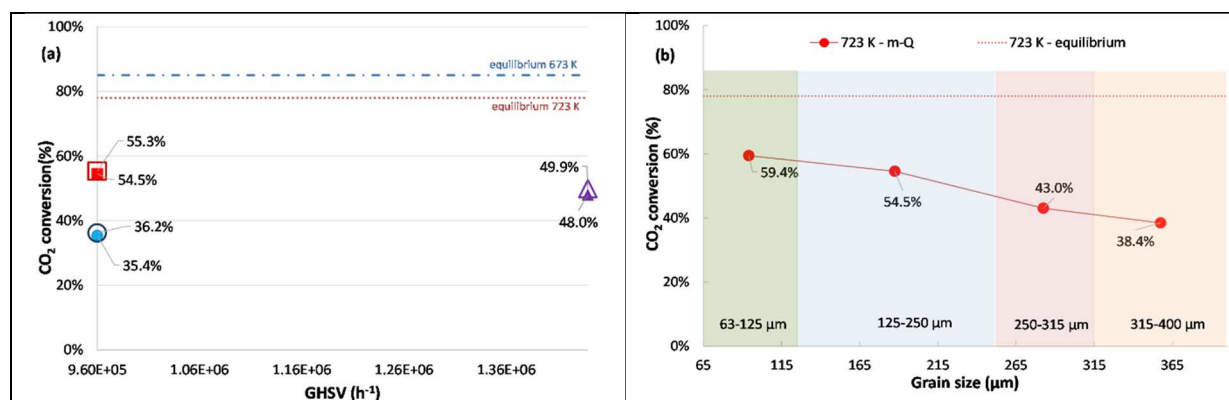 (a)
100%
80%
60%
40%
20%
0%
CO₂ conversion(%)
equilibrium 673 K
equilibrium 723 K
55.3%
54.5%
36.2%
35.4%
49.9%
48.0%
9.60E+05
1.06E+06
1.16E+06
1.26E+06
1.36E+06
GHSV (h⁻¹)
(b)
723 K - m-Q
723 K - equilibrium
100%
80%
60%
40%
20%
0%
CO₂ conversion (%)
59.4%
54.5%
43.0%
38.4%
63-125 µm
125-250 µm
250-315 µm
315-400 µm
65
115
165
215
265
315
365
Grain size (µm)